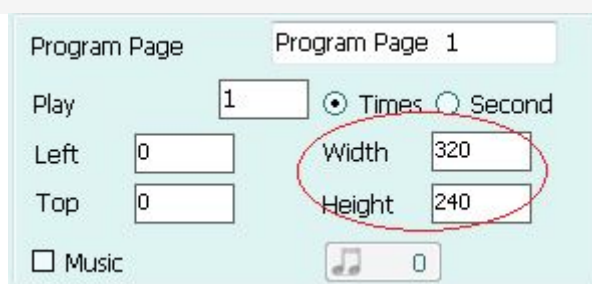 Program Page Program Page 1
Play 1 Times Second
Left 0 Width 320
Top 0 Height 240
Music 0